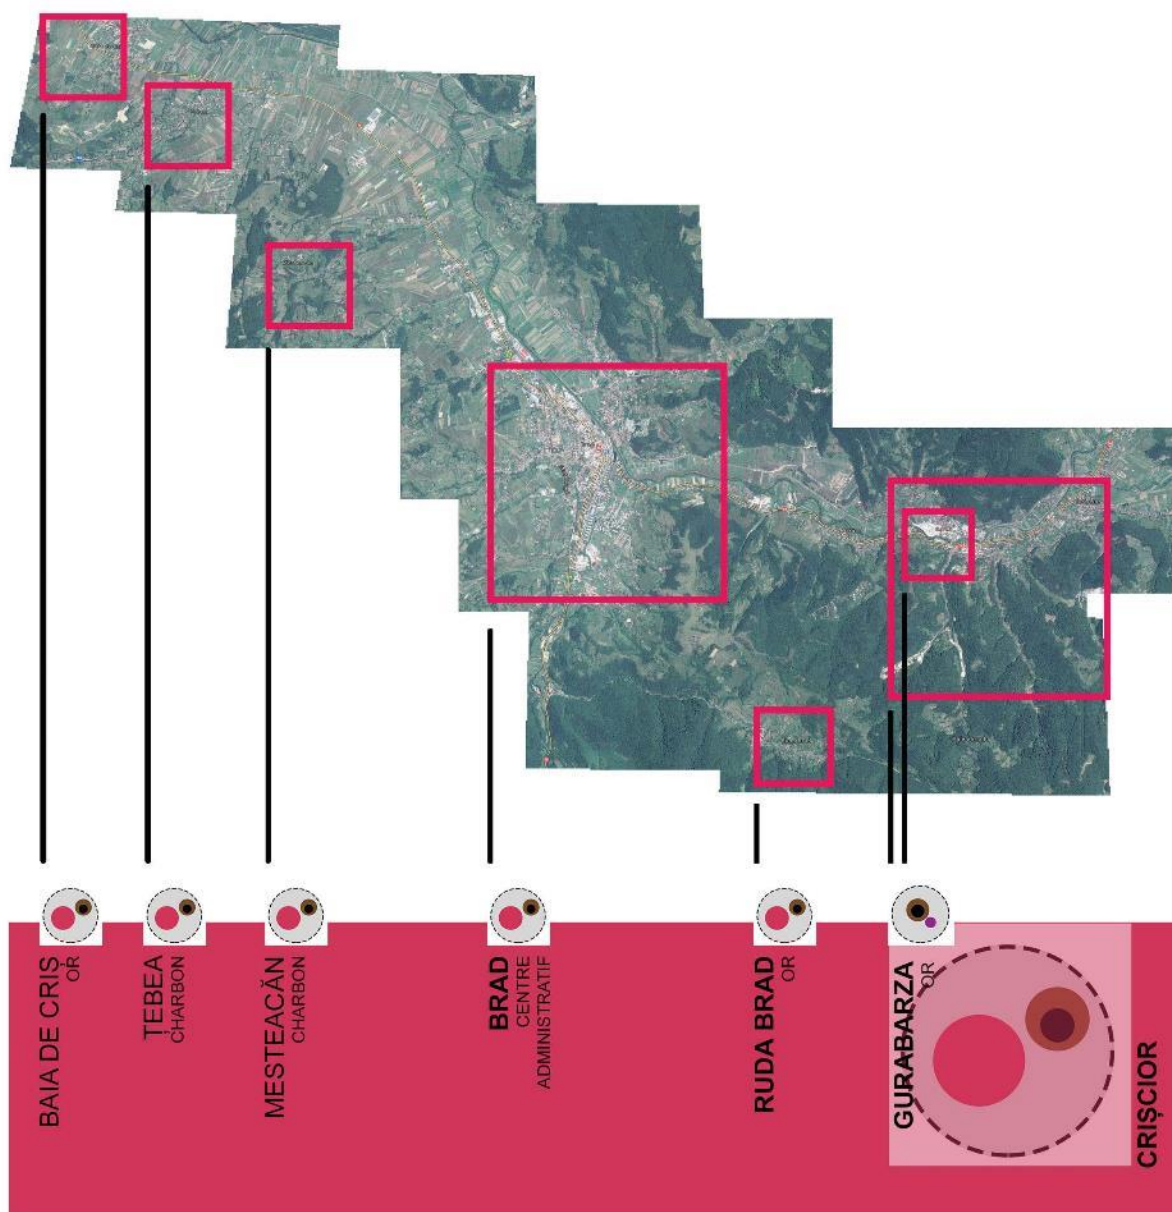 BAIA DE CRIȘ
OR
ȚEBEA
CHARBON
MESTEACĂN
CHARBON
BRAD
CENTRE
ADMINISTRATIF
RUDA BRAD
OR
GURABARZA
OR
CRIȘCIOR